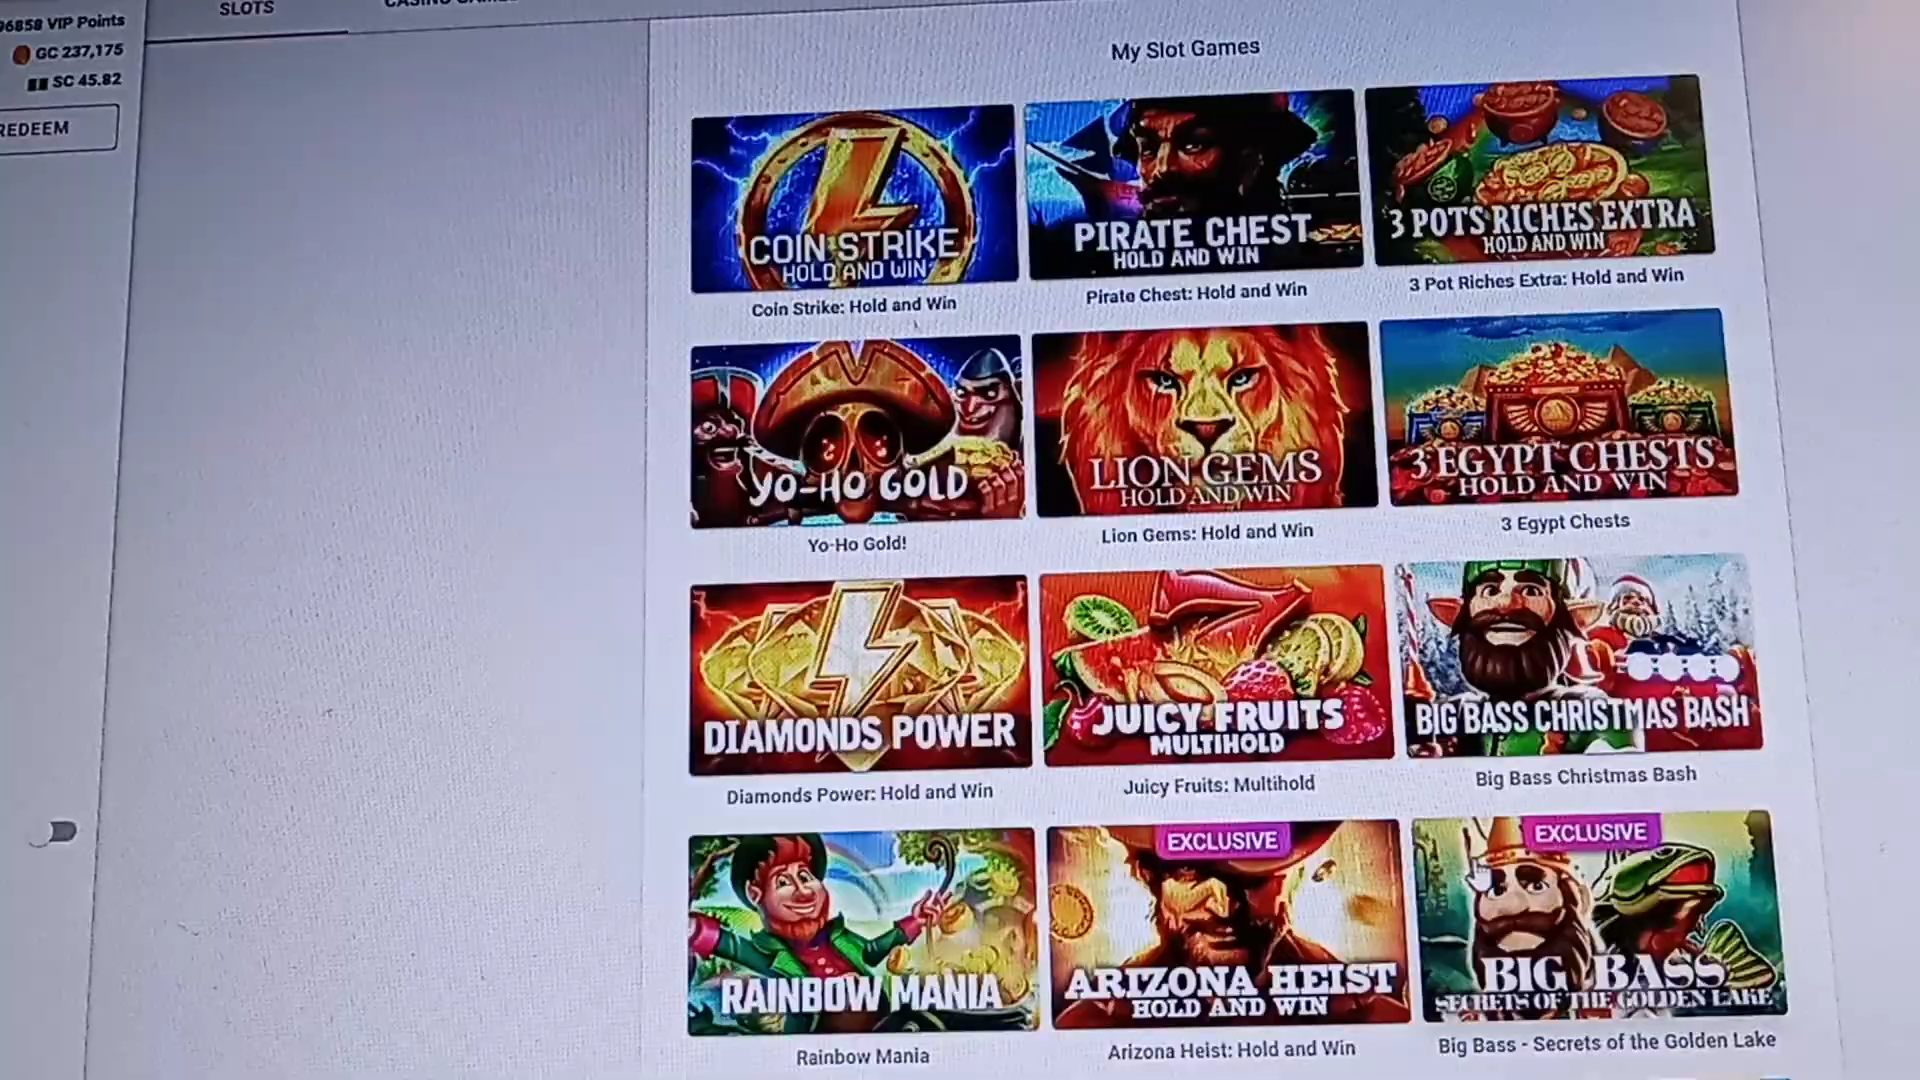 96858 VIP Points
GC 237,175
SC 45.82
REDEEM
SLOTS
My Slot Games
COIN STRIKE
HOLD AND WIN
Coin Strike: Hold and Win
PIRATE CHEST
HOLD AND WIN
Pirate Chest: Hold and Win
3 POTS RICHES EXTRA
HOLD AND WIN
3 Pot Riches Extra: Hold and Win
YO-HO GOLD
Yo-Ho Gold!
LION GEMS
HOLD AND WIN
Lion Gems: Hold and Win
3 EGYPT CHESTS
HOLD AND WIN
3 Egypt Chests
DIAMONDS POWER
Diamonds Power: Hold and Win
JUICY FRUITS
MULTIHOLD
Juicy Fruits: Multihold
BIG BASS CHRISTMAS BASH
Big Bass Christmas Bash
RAINBOW MANIA
Rainbow Mania
EXCLUSIVE
ARIZONA HEIST
HOLD AND WIN
Arizona Heist: Hold and Win
EXCLUSIVE
BIG BASS
SECRETS OF THE GOLDEN LAKE
Big Bass - Secrets of the Golden Lake